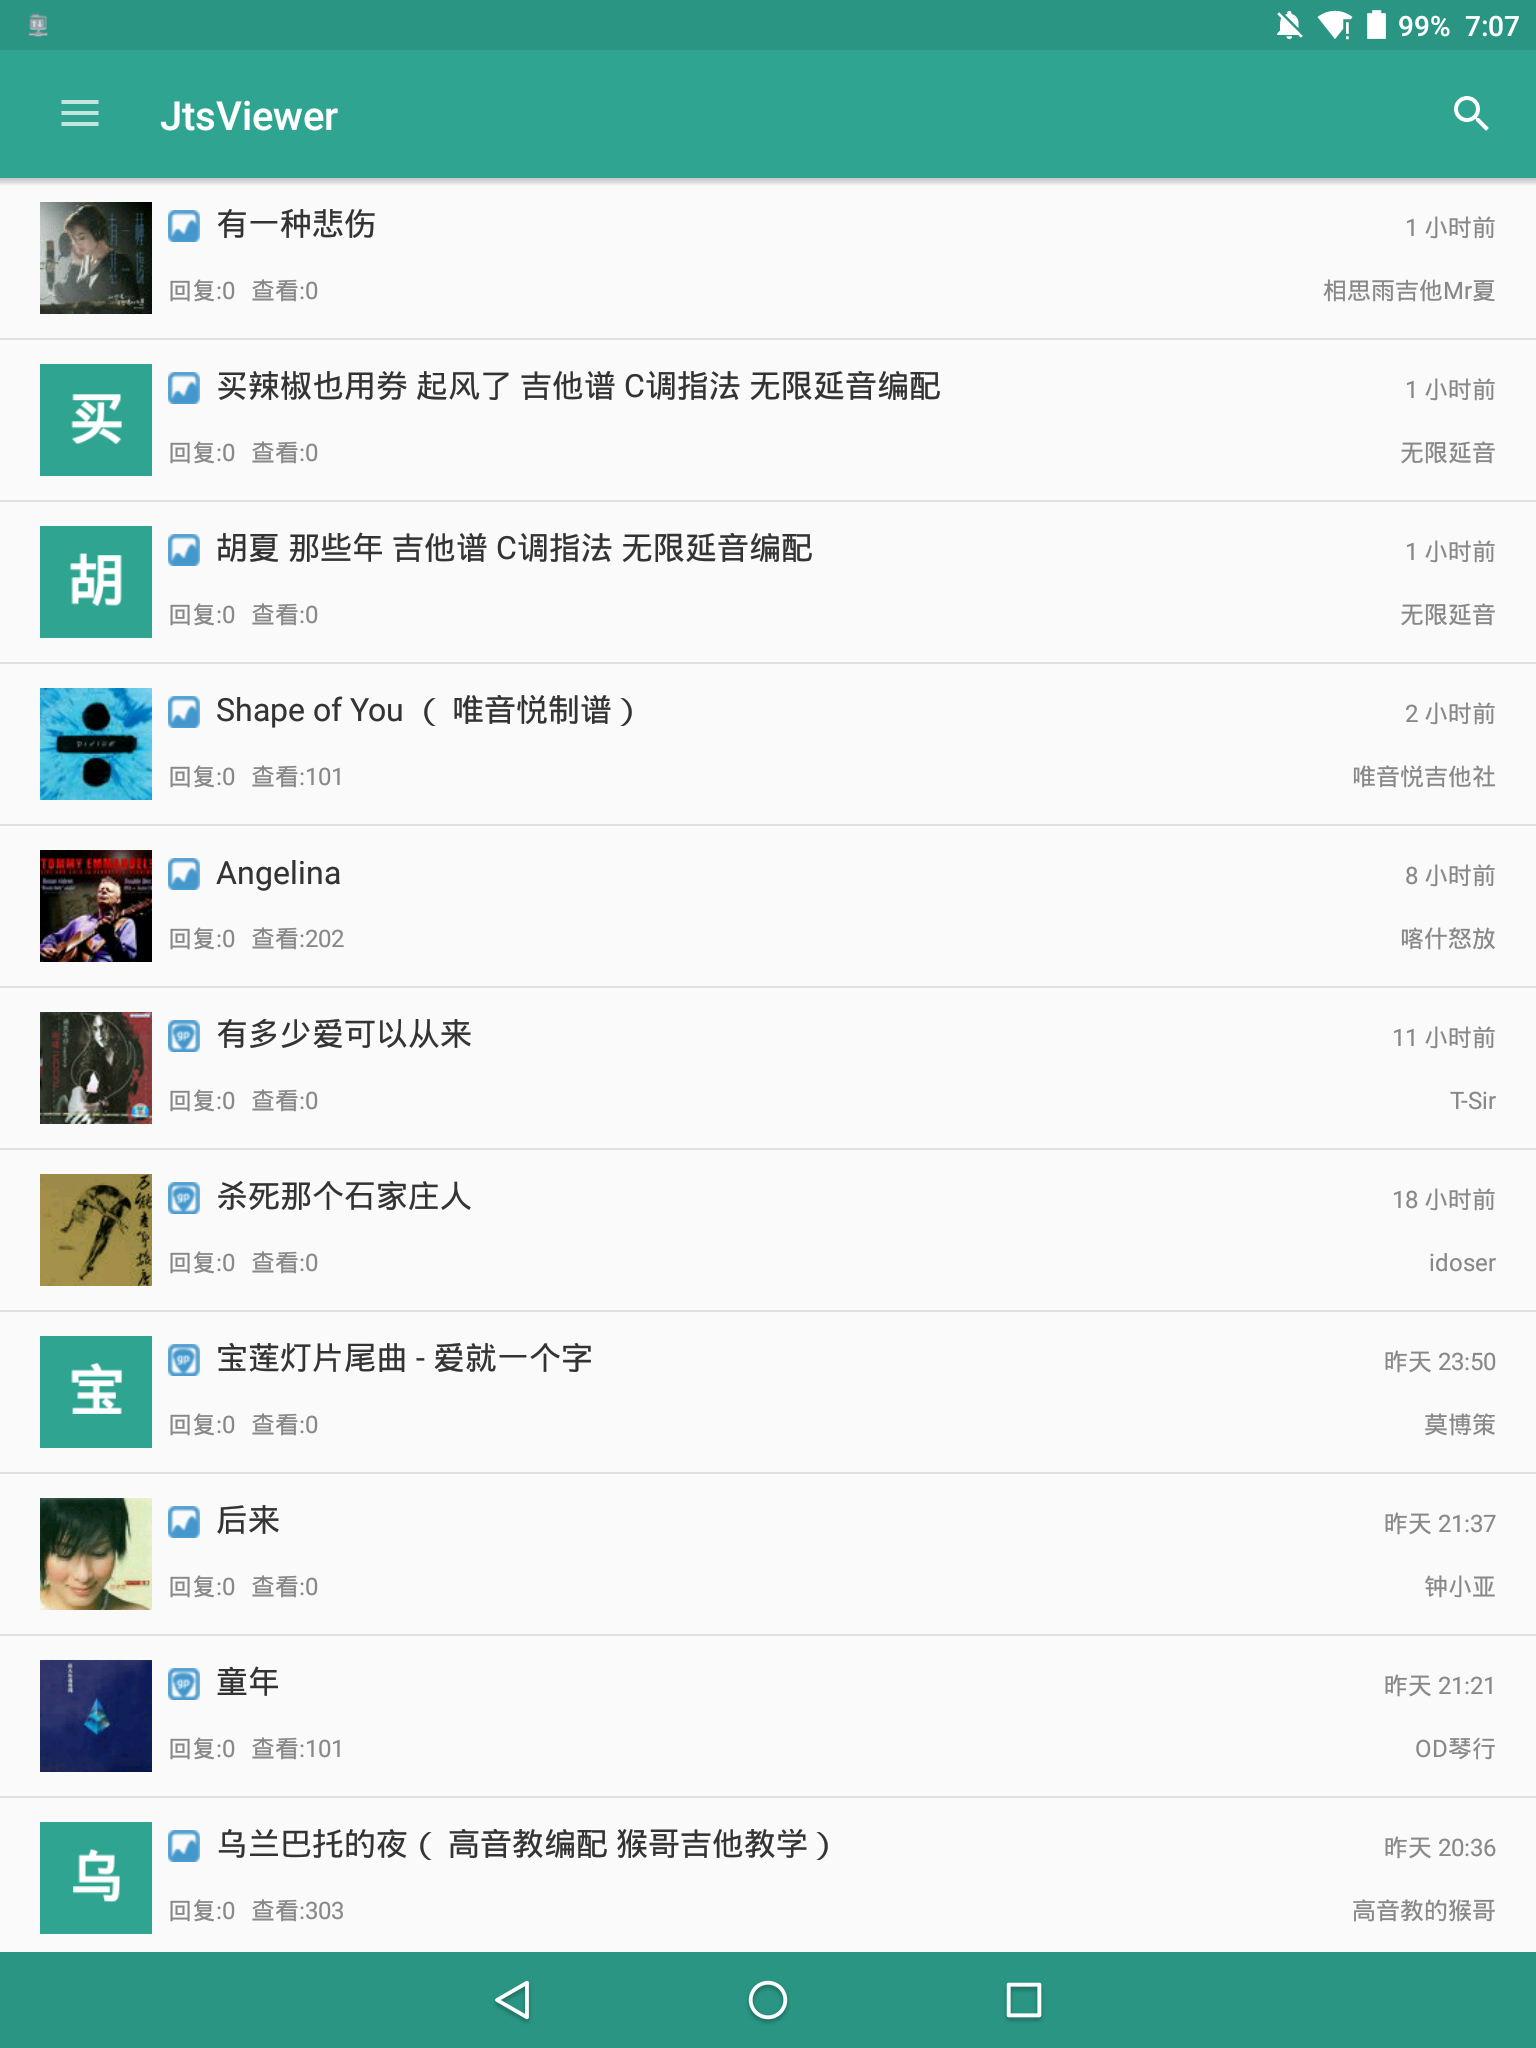 99% 7:07
JtsViewer
有一种悲伤
1 小时前
回复:0 查看:0
相思雨吉他Mr夏
买
买辣椒也用券 起风了 吉他谱 C调指法 无限延音编配
1 小时前
回复:0 查看:0
无限延音
胡
胡夏 那些年 吉他谱 C调指法 无限延音编配
1 小时前
回复:0 查看:0
无限延音
Shape of You （ 唯音悦制谱 ）
2 小时前
DIVIDE
回复:0 查看:101
唯音悦吉他社
TOMMY EMMANUEL
Angelina
8 小时前
回复:0 查看:202
喀什怒放
gp
有多少爱可以从来
11 小时前
回复:0 查看:0
T-Sir
gp
杀死那个石家庄人
18 小时前
回复:0 查看:0
idoser
宝
gp
宝莲灯片尾曲 - 爱就一个字
昨天 23:50
回复:0 查看:0
莫博策
后来
昨天 21:37
回复:0 查看:0
钟小亚
gp
童年
昨天 21:21
回复:0 查看:101
OD琴行
乌
乌兰巴托的夜（ 高音教编配 猴哥吉他教学 ）
昨天 20:36
回复:0 查看:303
高音教的猴哥